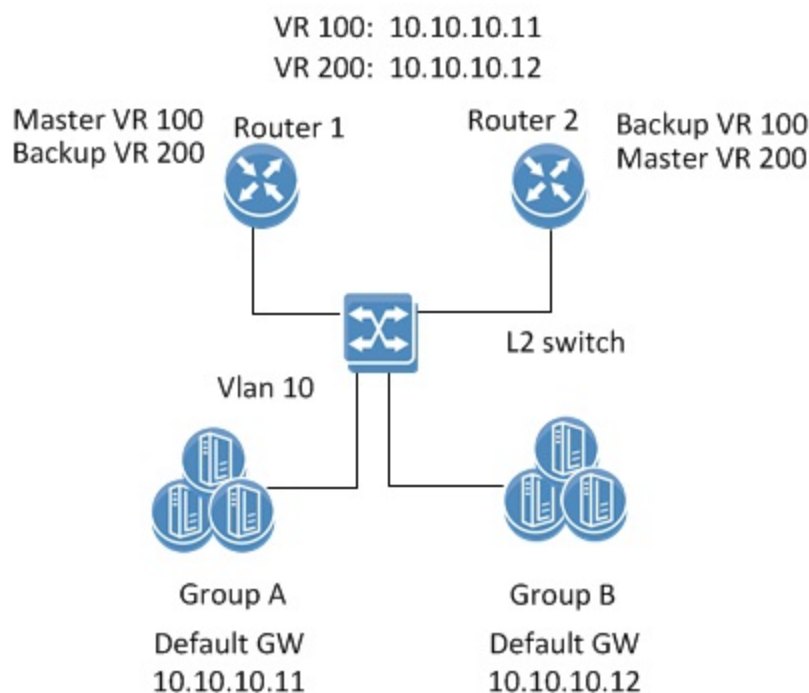 VR 100: 10.10.10.11
VR 200: 10.10.10.12
Master VR 100
Backup VR 200
Router 1
Router 2
Backup VR 100
Master VR 200
L2 switch
Vlan 10
Group A
Default GW
10.10.10.11
Group B
Default GW
10.10.10.12